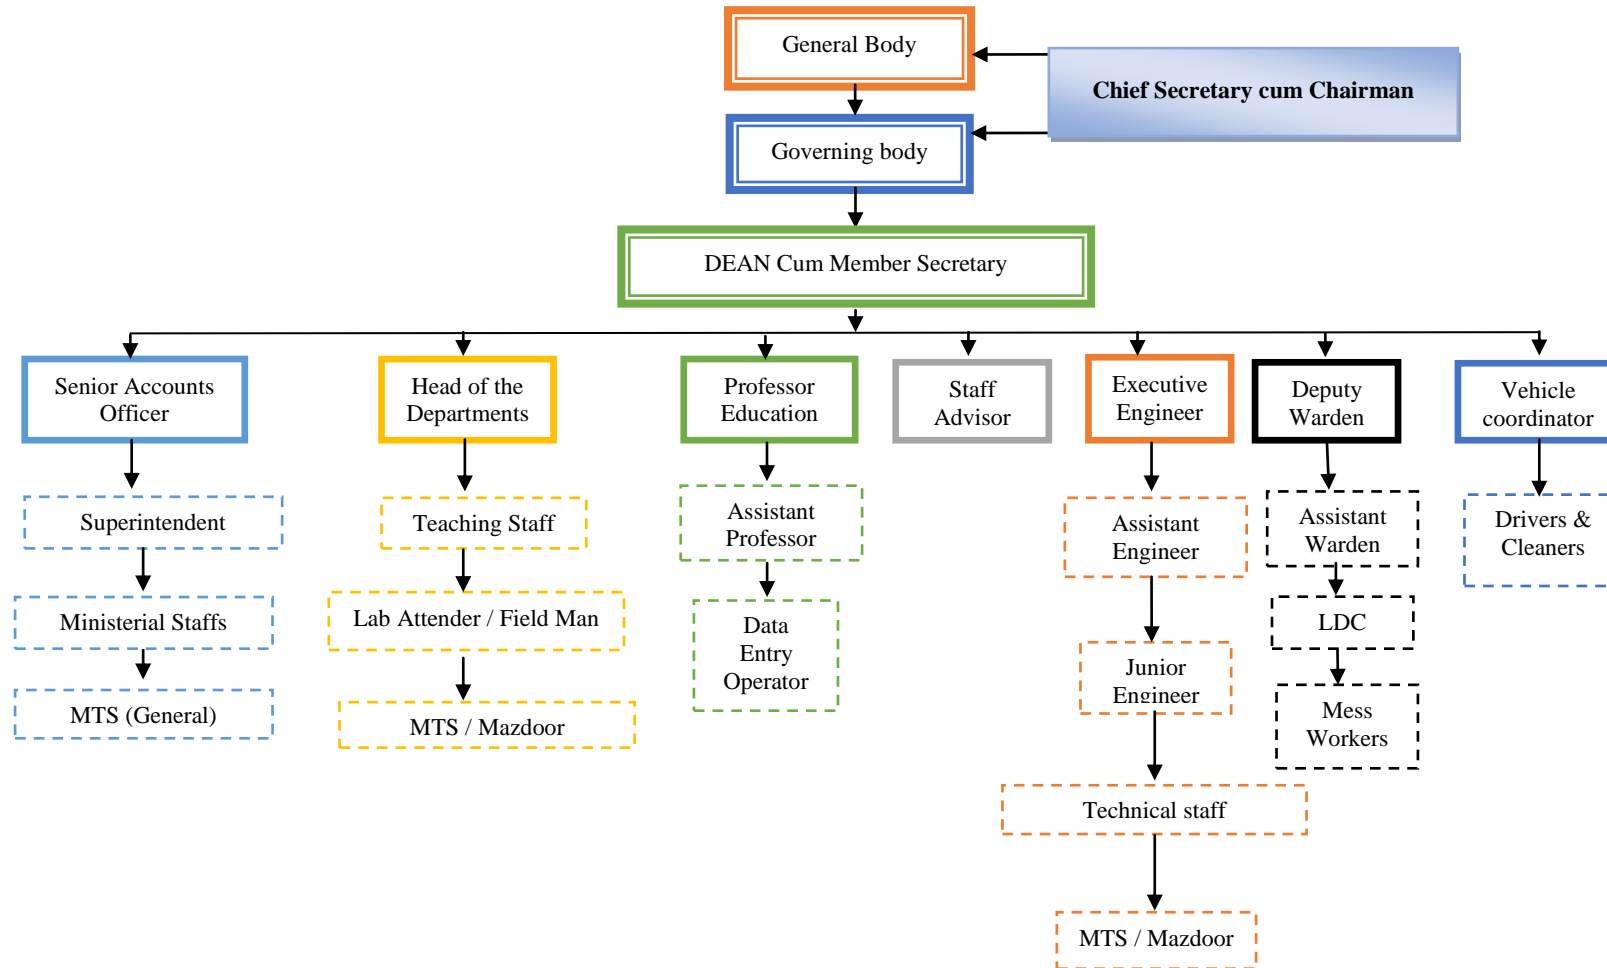 General Body
Chief Secretary cum Chairman
Governing body
DEAN Cum Member Secretary
Senior Accounts
Officer
Head of the
Departments
Professor
Education
Staff
Advisor
Executive
Engineer
Deputy
Warden
Vehicle
coordinator
Superintendent
Teaching Staff
Assistant
Professor
Assistant
Engineer
Assistant
Warden
Drivers &
Cleaners
Ministerial Staffs
Lab Attender / Field Man
Data
Entry
Operator
Junior
Engineer
LDC
MTS (General)
MTS / Mazdoor
Mess
Workers
Technical staff
MTS / Mazdoor